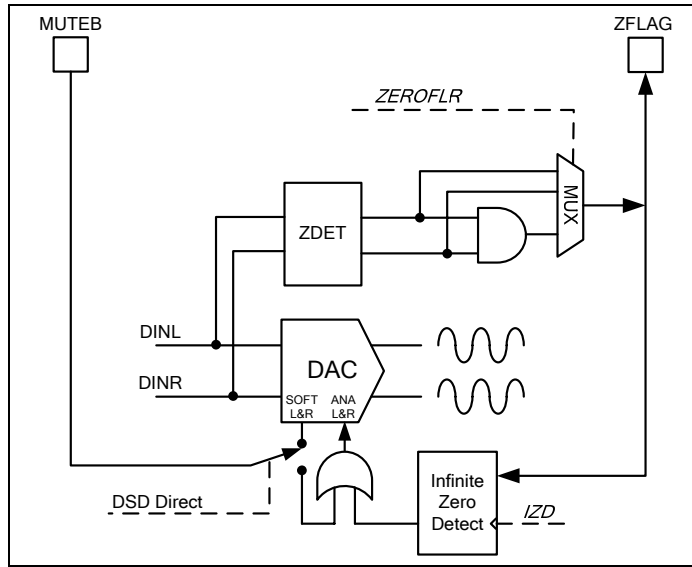 MUTEB
ZFLAG
ZEROFLR
MUX
ZDET
DINL
DINR
DAC
SOFT
L&R
ANA
L&R
DSD Direct
Infinite
Zero
Detect
IZD